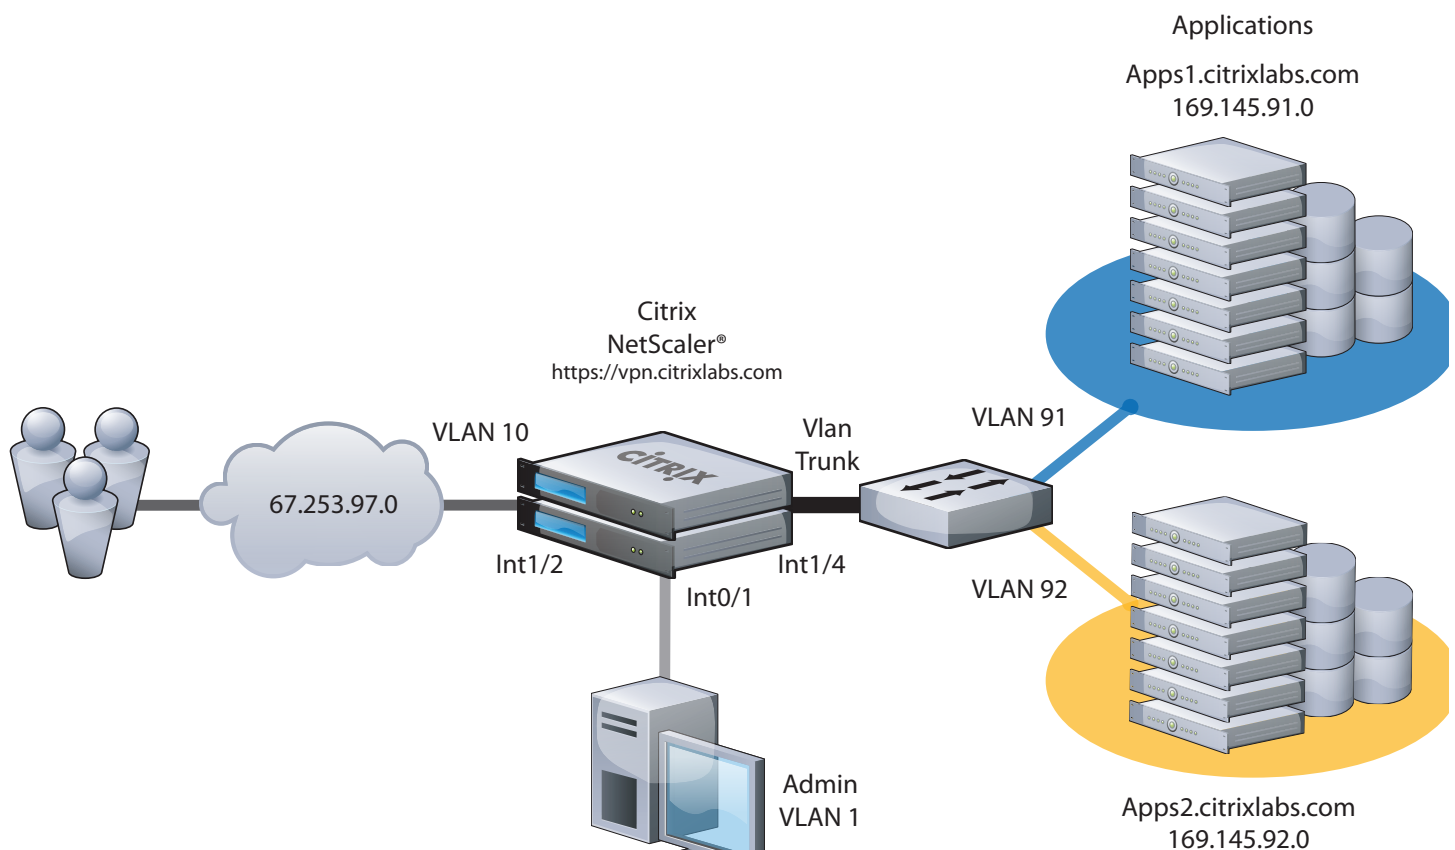 Applications
Apps1.citrixlabs.com
169.145.91.0
Citrix
NetScaler®
https://vpn.citrixlabs.com
VLAN 10
Vlan
Trunk
VLAN 91
CITRIX
67.253.97.0
Int1/2
Int1/4
Int0/1
VLAN 92
Admin
VLAN 1
Apps2.citrixlabs.com
169.145.92.0